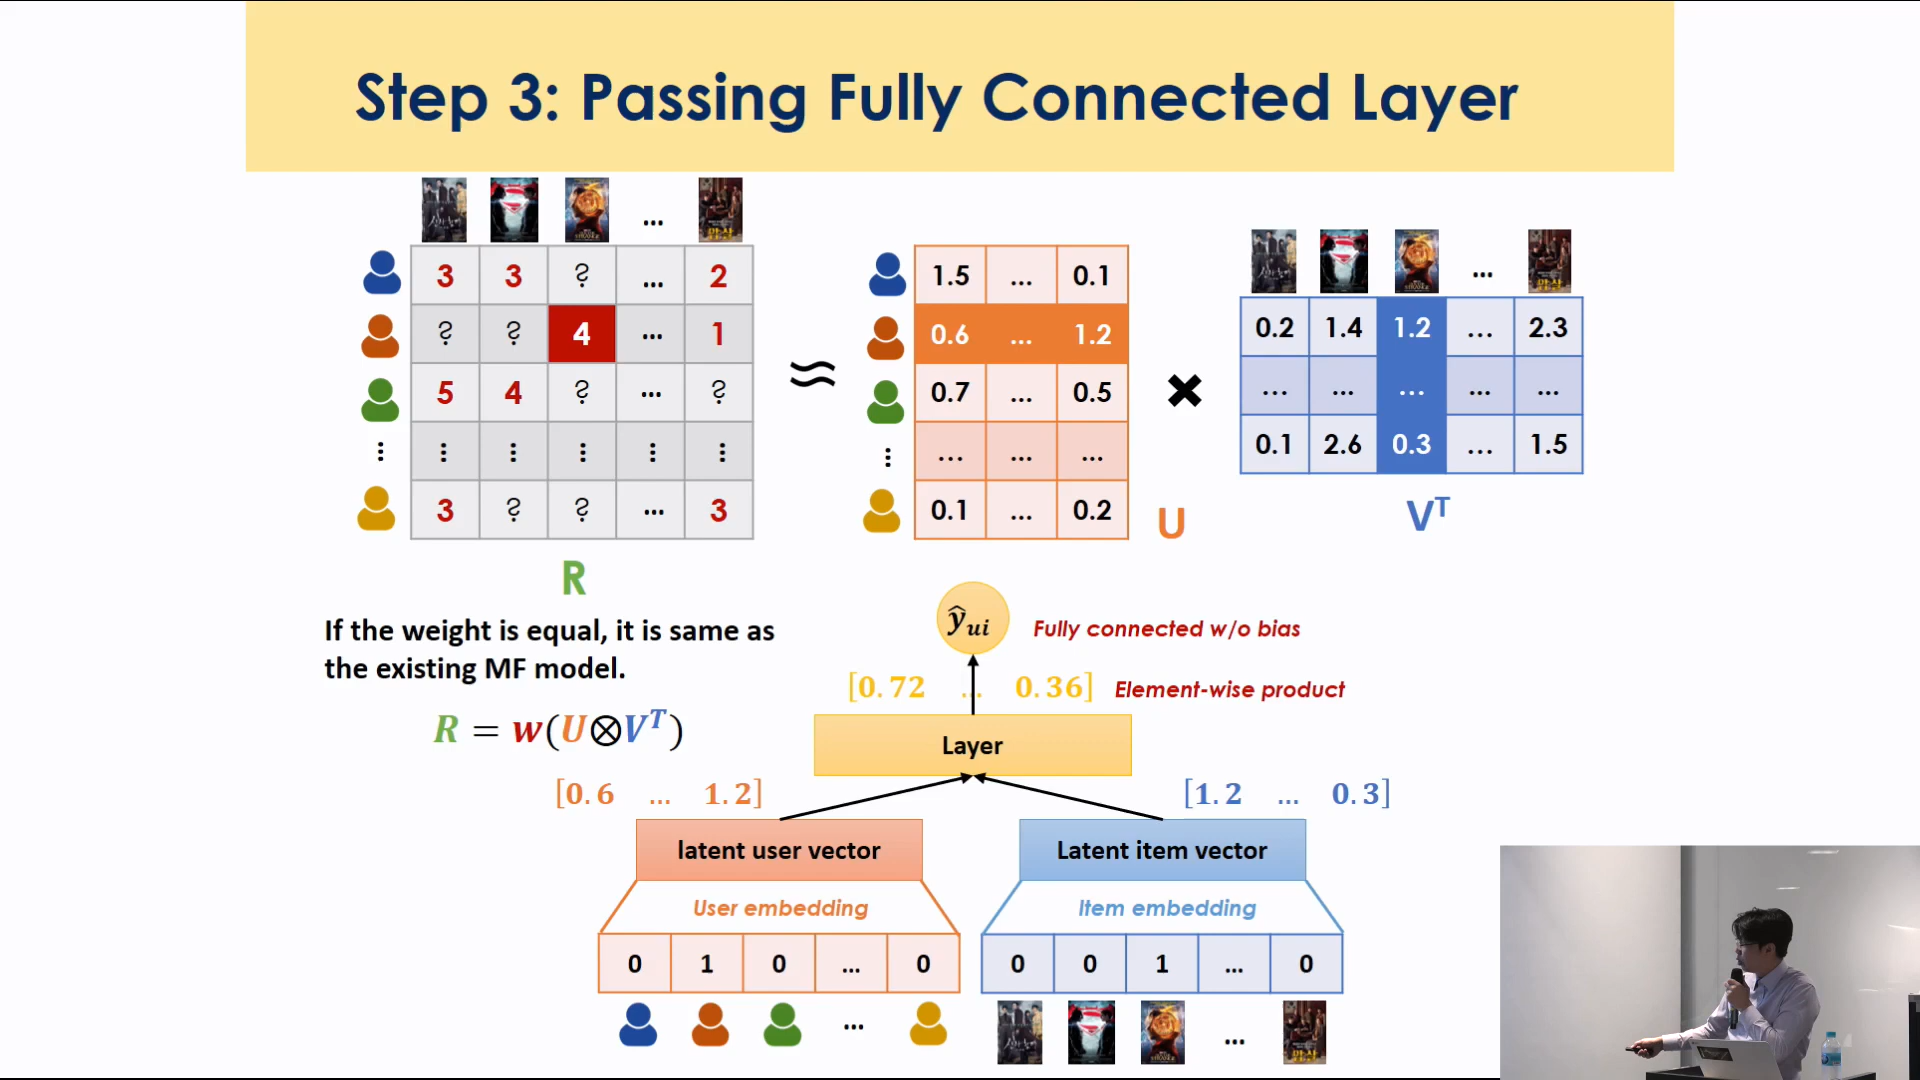 Step 3: Passing Fully Connected Layer
...
3 3 ? ... 2
? ? 4 ... 1
5 4 ? ... ?
⋮ ⋮ ⋮ ⋮ ⋮ ⋮
3 ? ? ... 3
R
≈
1.5 ... 0.1
0.6 ... 1.2
0.7 ... 0.5
⋮ ... ... ...
0.1 ... 0.2
U
×
...
0.2 1.4 1.2 ... 2.3
... ... ... ... ...
0.1 2.6 0.3 ... 1.5
Vᵀ
If the weight is equal, it is same as
the existing MF model.
R = w(U⊗Vᵀ)
ŷui
Fully connected w/o bias
[0.72 ... 0.36]
Element-wise product
Layer
[0.6 ... 1.2]
[1.2 ... 0.3]
latent user vector
Latent item vector
User embedding
Item embedding
0 1 0 ... 0
0 0 1 ... 0
...
...